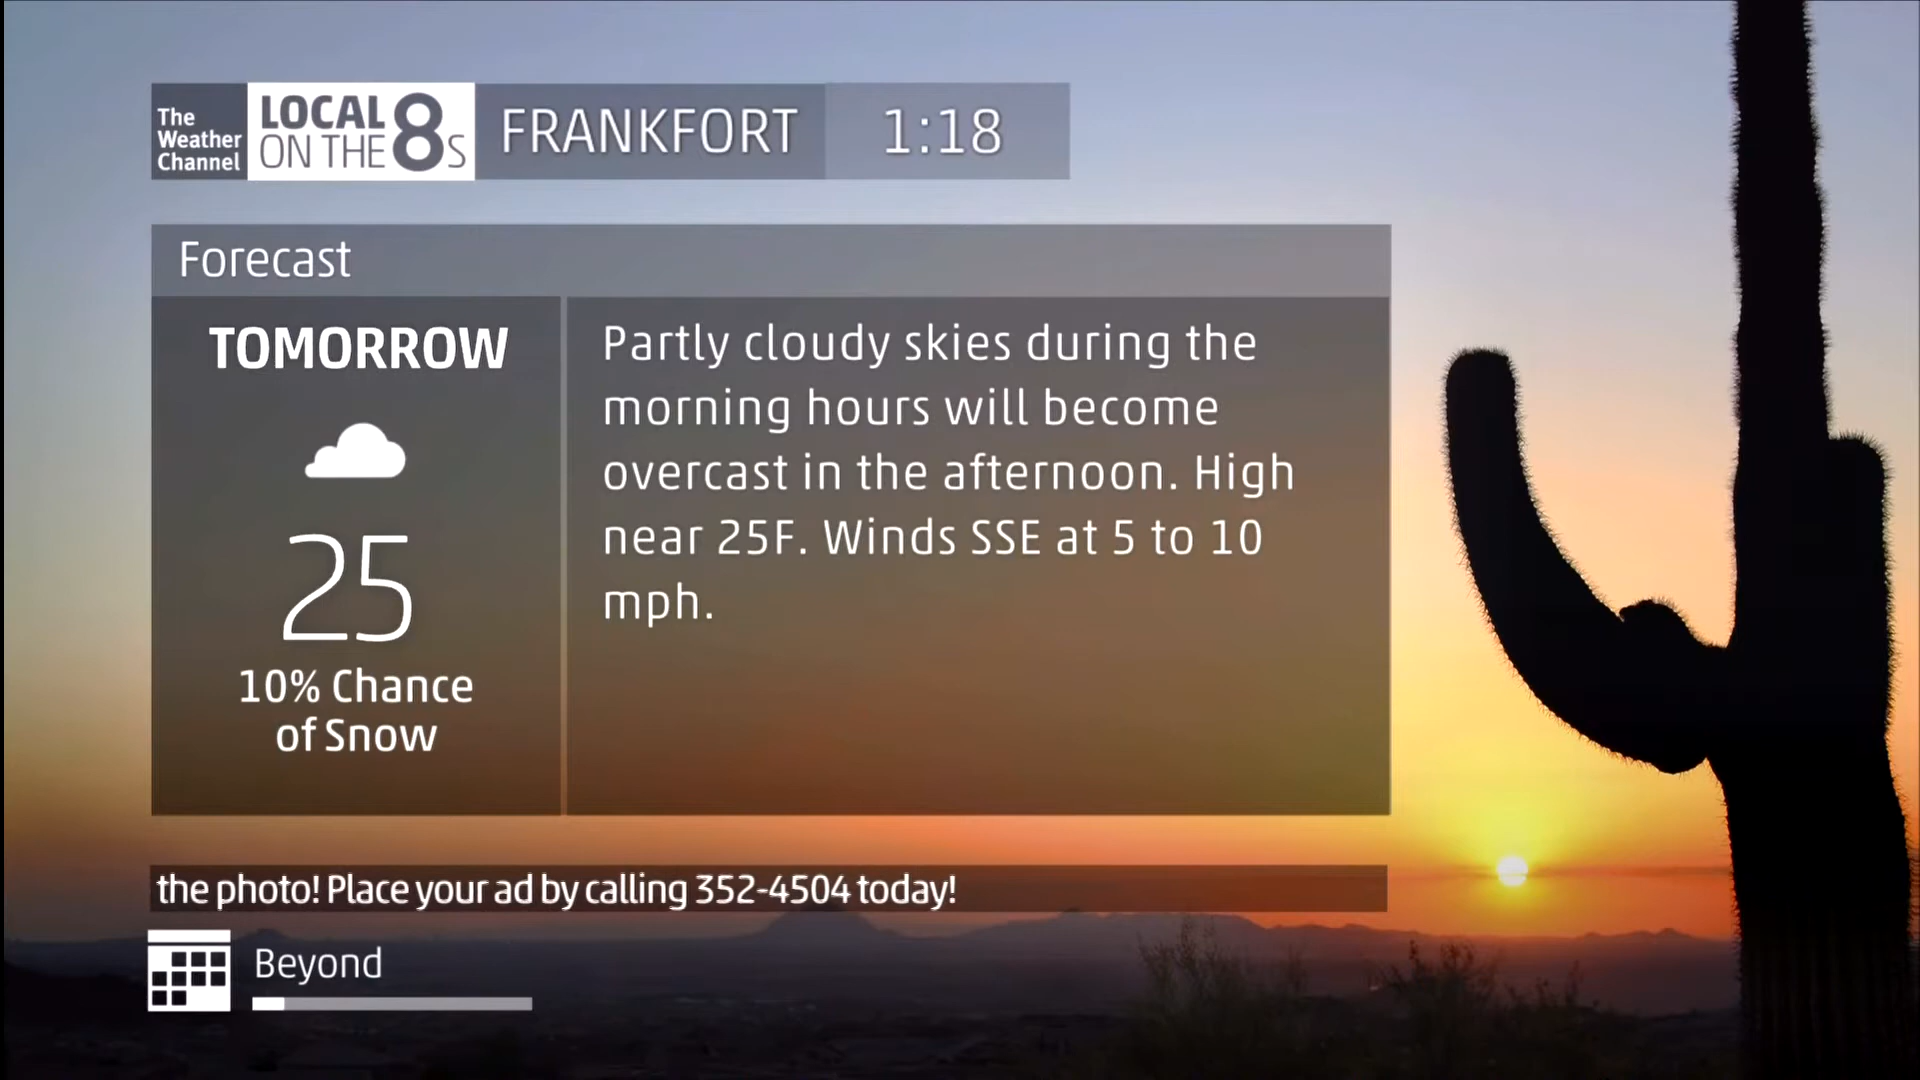 The
Weather
Channel
LOCAL
ON THE 8s
FRANKFORT
1:18
Forecast
TOMORROW
25
10% Chance
of Snow
Partly cloudy skies during the
morning hours will become
overcast in the afternoon. High
near 25F. Winds SSE at 5 to 10
mph.
the photo! Place your ad by calling 352-4504 today!
Beyond